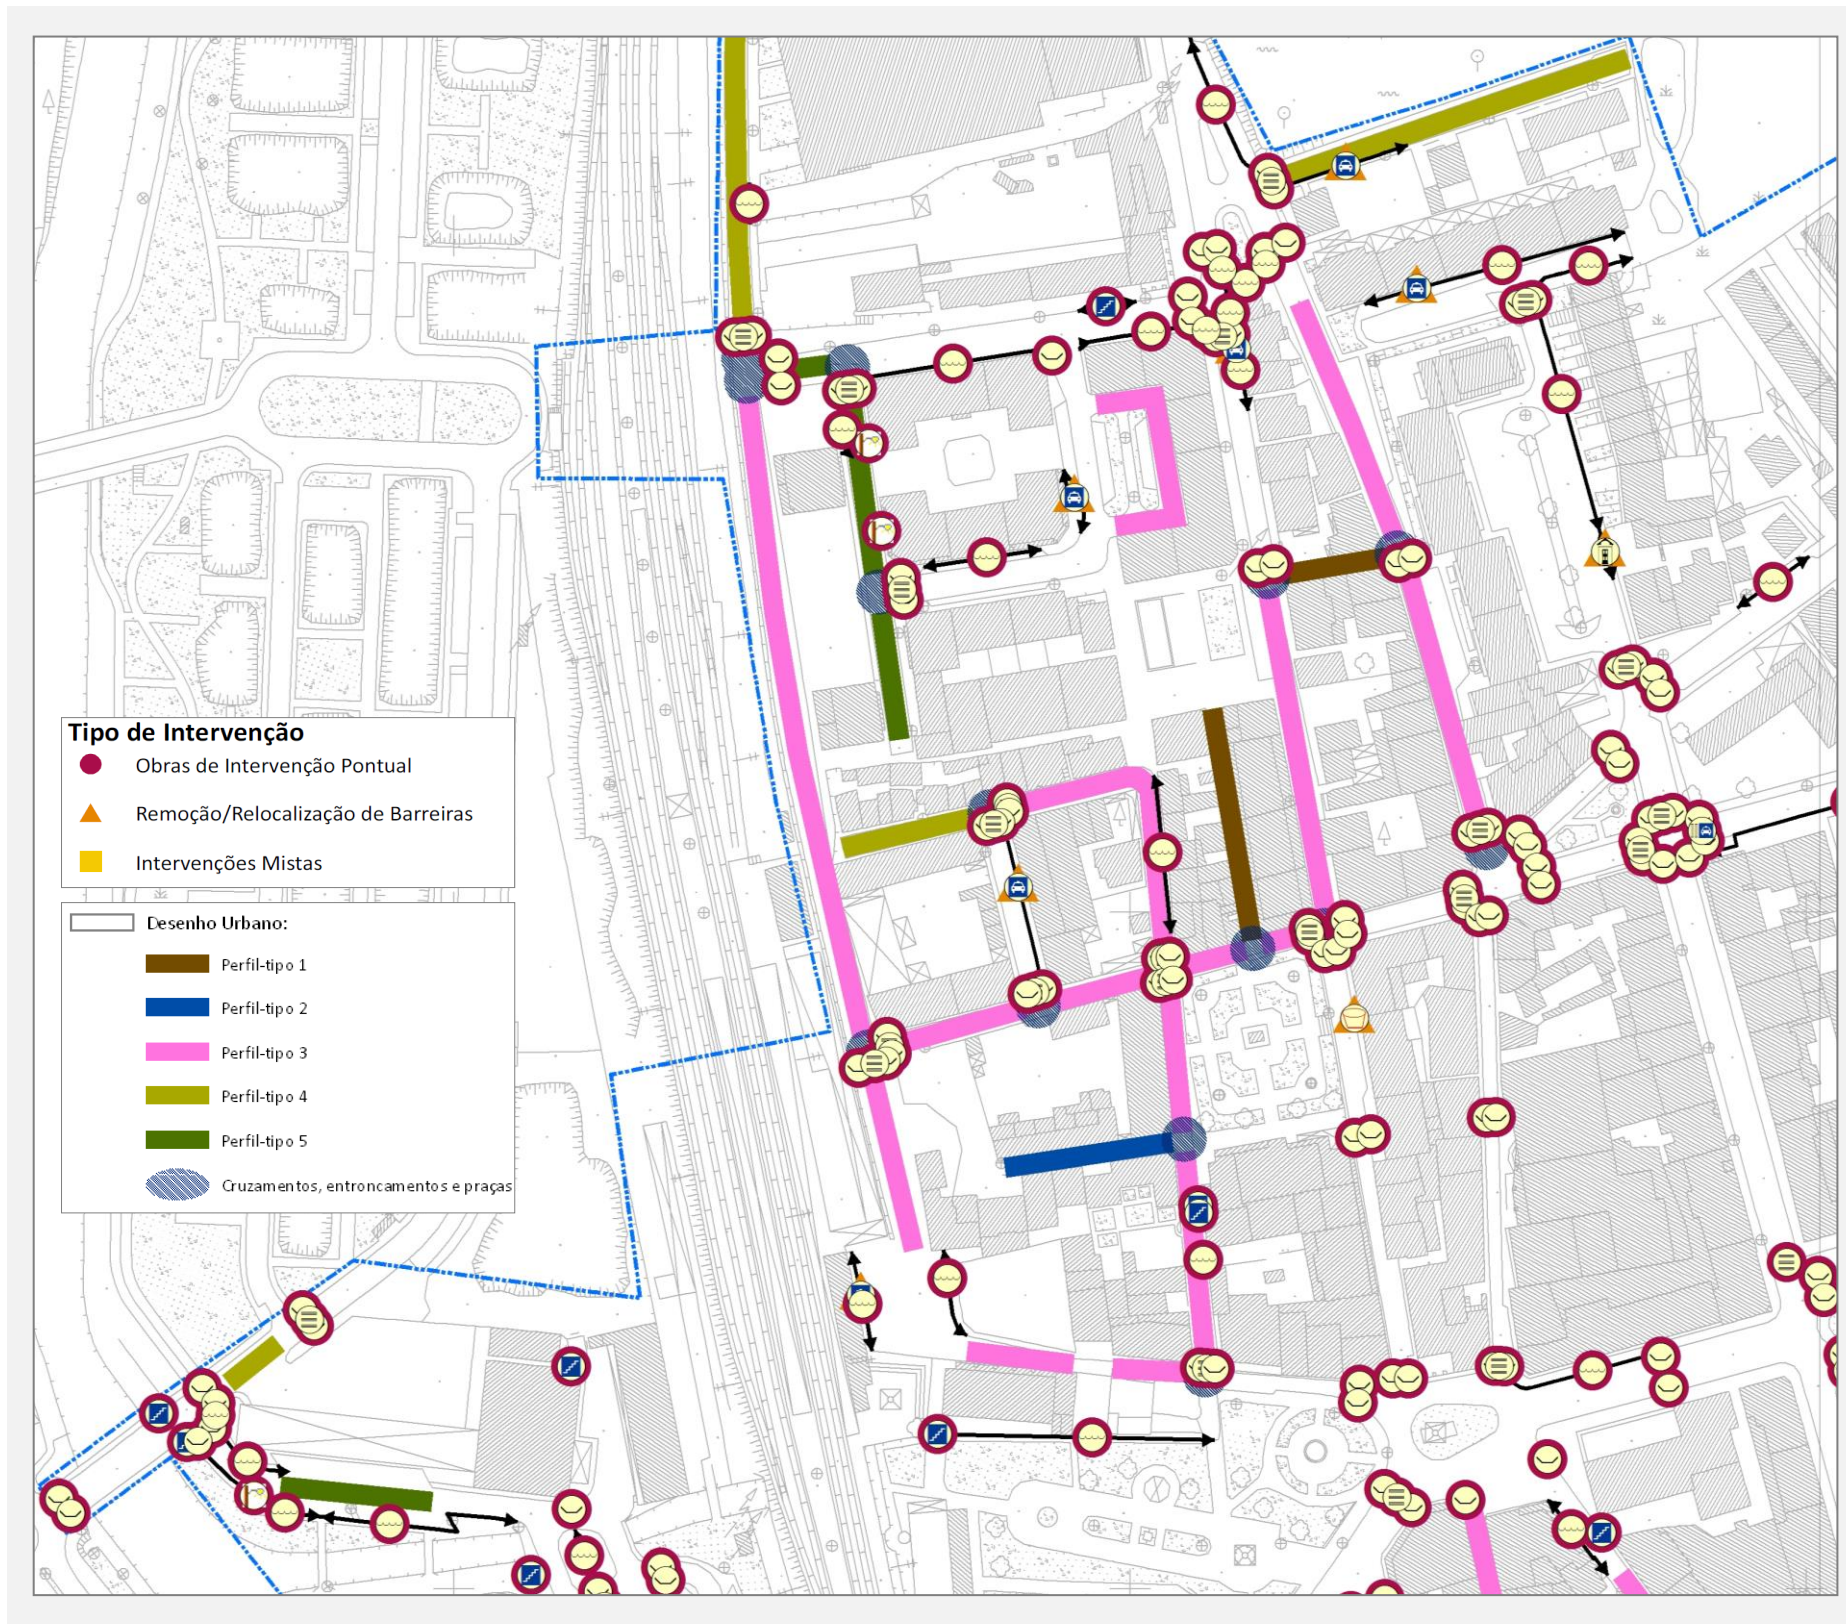 Tipo de Intervenção
Obras de Intervenção Pontual
Remoção/Relocalização de Barreiras
Intervenções Mistas
Desenho Urbano:
Perfil-tipo 1
Perfil-tipo 2
Perfil-tipo 3
Perfil-tipo 4
Perfil-tipo 5
Cruzamentos, entroncamentos e praças